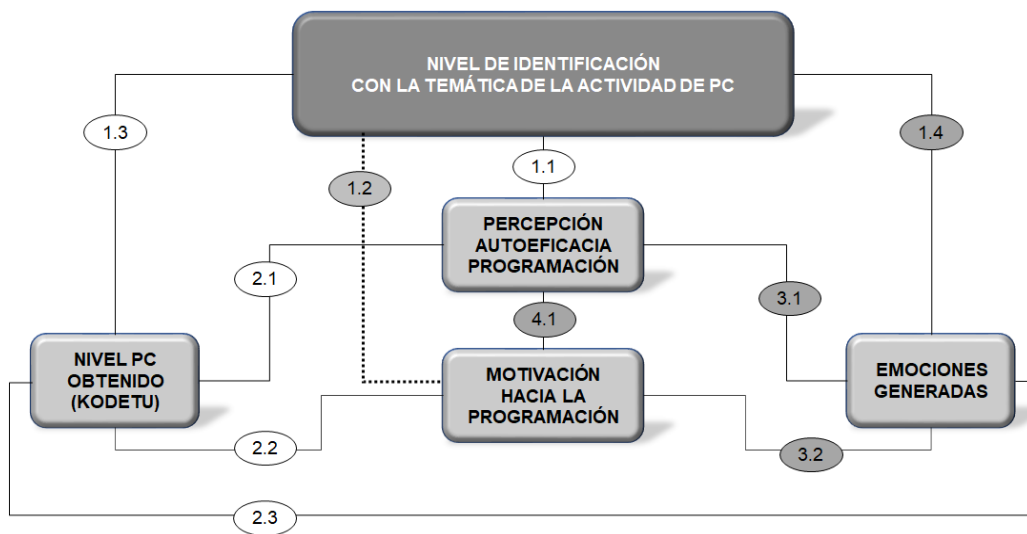 NIVEL DE IDENTIFICACIÓN
CON LA TEMÁTICA DE LA ACTIVIDAD DE PC
1.3
1.4
1.1
1.2
PERCEPCIÓN
AUTOEFICACIA
PROGRAMACIÓN
2.1
3.1
4.1
NIVEL PC
OBTENIDO
(KODETU)
MOTIVACIÓN
HACIA LA
PROGRAMACIÓN
EMOCIONES
GENERADAS
2.2
3.2
2.3